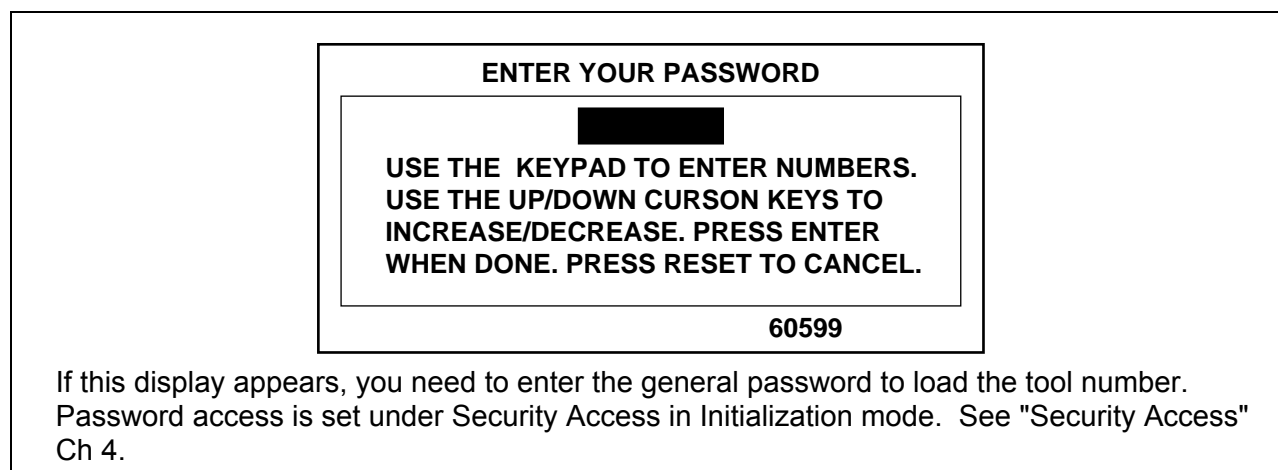 ENTER YOUR PASSWORD
USE THE  KEYPAD TO ENTER NUMBERS.
USE THE UP/DOWN CURSON KEYS TO
INCREASE/DECREASE. PRESS ENTER
WHEN DONE. PRESS RESET TO CANCEL.
60599
If this display appears, you need to enter the general password to load the tool number.
Password access is set under Security Access in Initialization mode.  See "Security Access"
Ch 4.